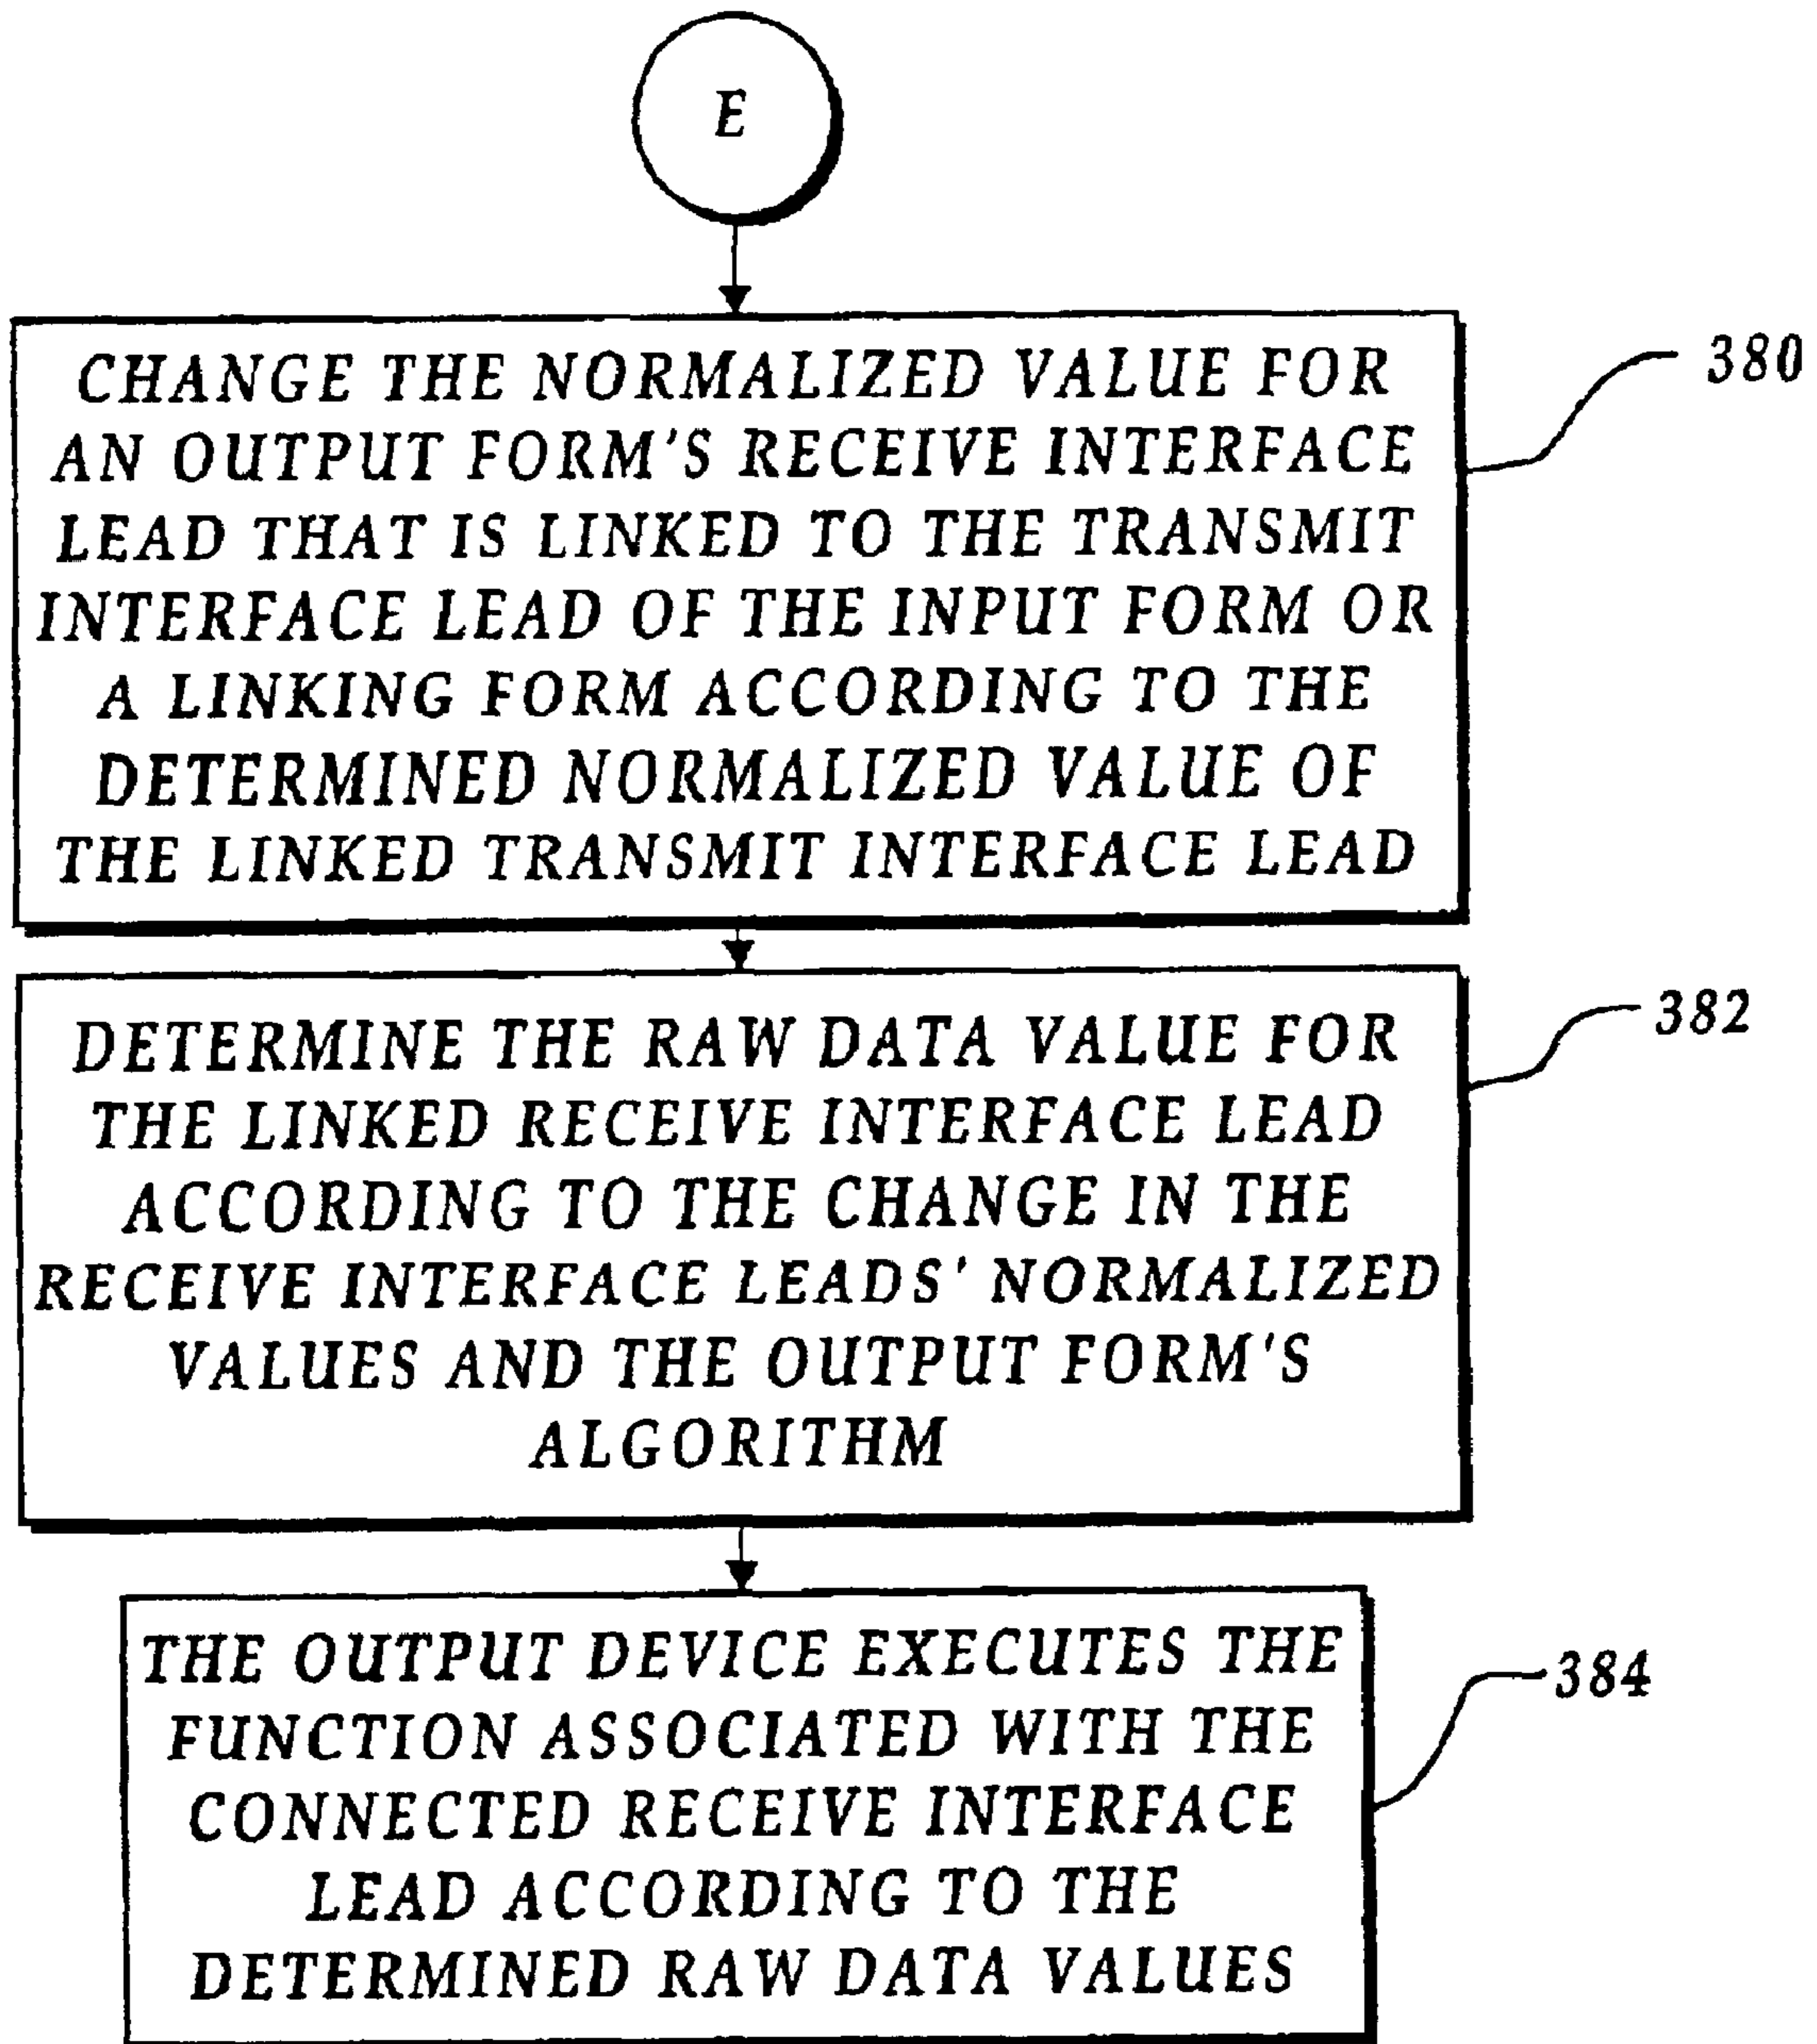 E
CHANGE THE NORMALIZED VALUE FOR
AN OUTPUT FORM'S RECEIVE INTERFACE
LEAD THAT IS LINKED TO THE TRANSMIT
INTERFACE LEAD OF THE INPUT FORM OR
A LINKING FORM ACCORDING TO THE
DETERMINED NORMALIZED VALUE OF
THE LINKED TRANSMIT INTERFACE LEAD
380
DETERMINE THE RAW DATA VALUE FOR
THE LINKED RECEIVE INTERFACE LEAD
ACCORDING TO THE CHANGE IN THE
RECEIVE INTERFACE LEADS' NORMALIZED
VALUES AND THE OUTPUT FORM'S
ALGORITHM
382
THE OUTPUT DEVICE EXECUTES THE
FUNCTION ASSOCIATED WITH THE
CONNECTED RECEIVE INTERFACE
LEAD ACCORDING TO THE
DETERMINED RAW DATA VALUES
384